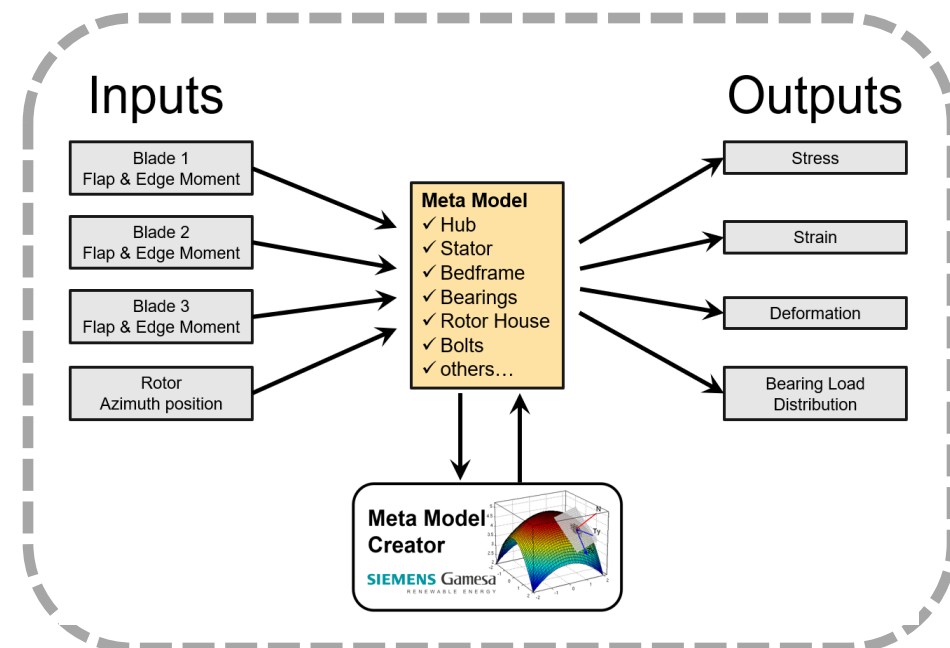 Inputs
Outputs
Blade 1
Flap & Edge Moment
Blade 2
Flap & Edge Moment
Blade 3
Flap & Edge Moment
Rotor
Azimuth position
Meta Model
✓ Hub
✓ Stator
✓ Bedframe
✓ Bearings
✓ Rotor House
✓ Bolts
✓ others…
Stress
Strain
Deformation
Bearing Load
Distribution
Meta Model
Creator
SIEMENS Gamesa
RENEWABLE ENERGY
N
Ty